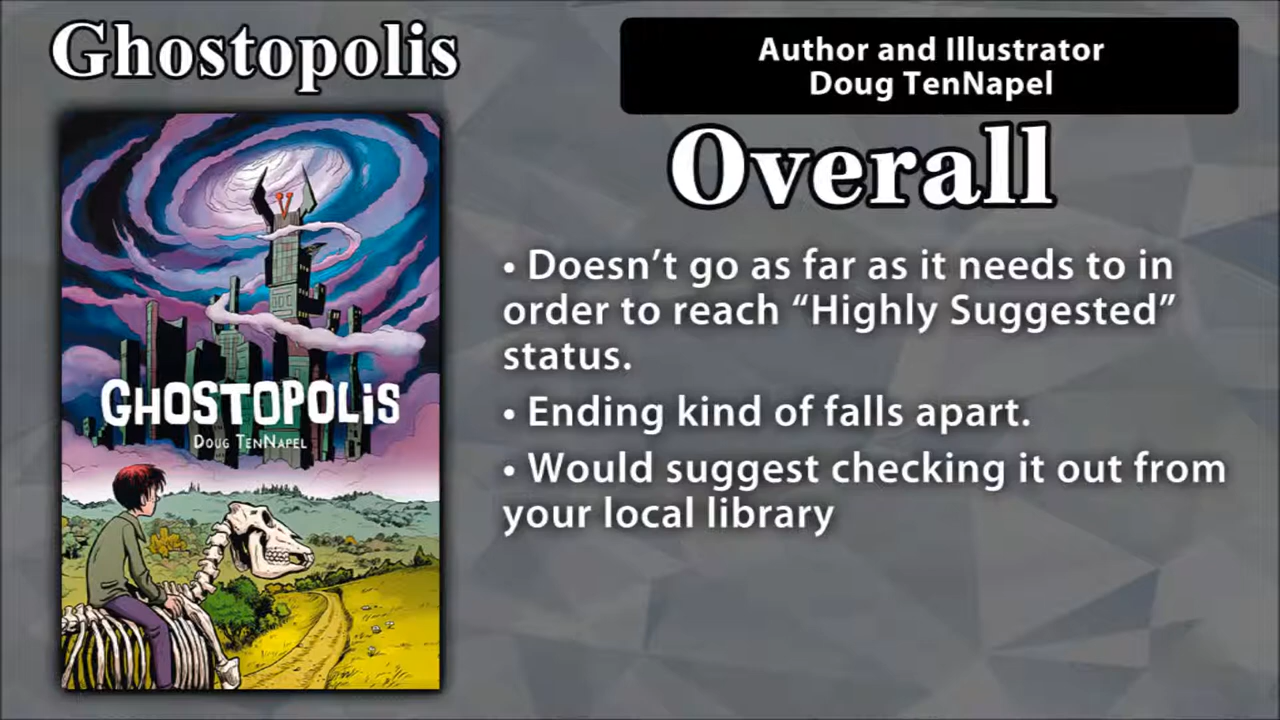 Ghostopolis
Author and Illustrator
Doug TenNapel
Overall
GHOSTOPOLIS
DOUG TENNAPEL
• Doesn’t go as far as it needs to in
order to reach “Highly Suggested”
status.
• Ending kind of falls apart.
• Would suggest checking it out from
your local library